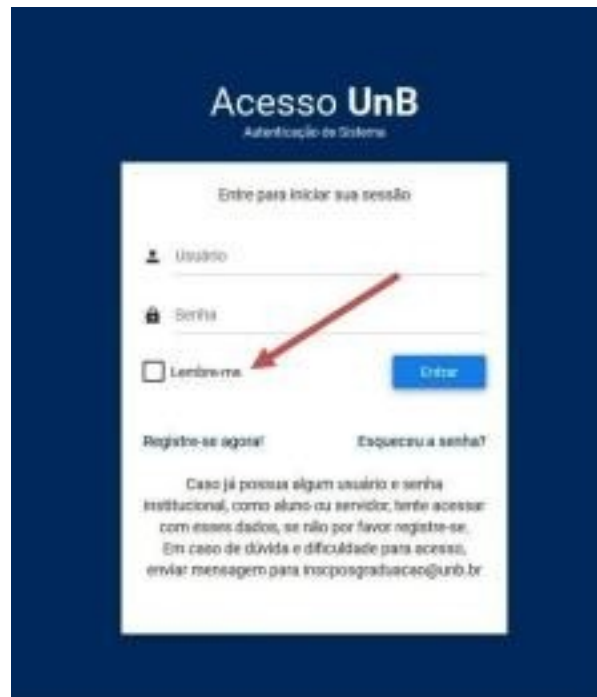 Acesso UnB
Autenticação de Sistema
Entre para iniciar sua sessão
Usuário
Senha
Lembre-me
Entrar
Registre-se agora!
Esqueceu a senha?
Caso já possua algum usuário e senha
institucional, como aluno ou servidor, tente acessar
com esses dados, se não por favor registre-se.
Em caso de dúvida e dificuldade para acesso,
enviar mensagem para inscposgraduacao@unb.br